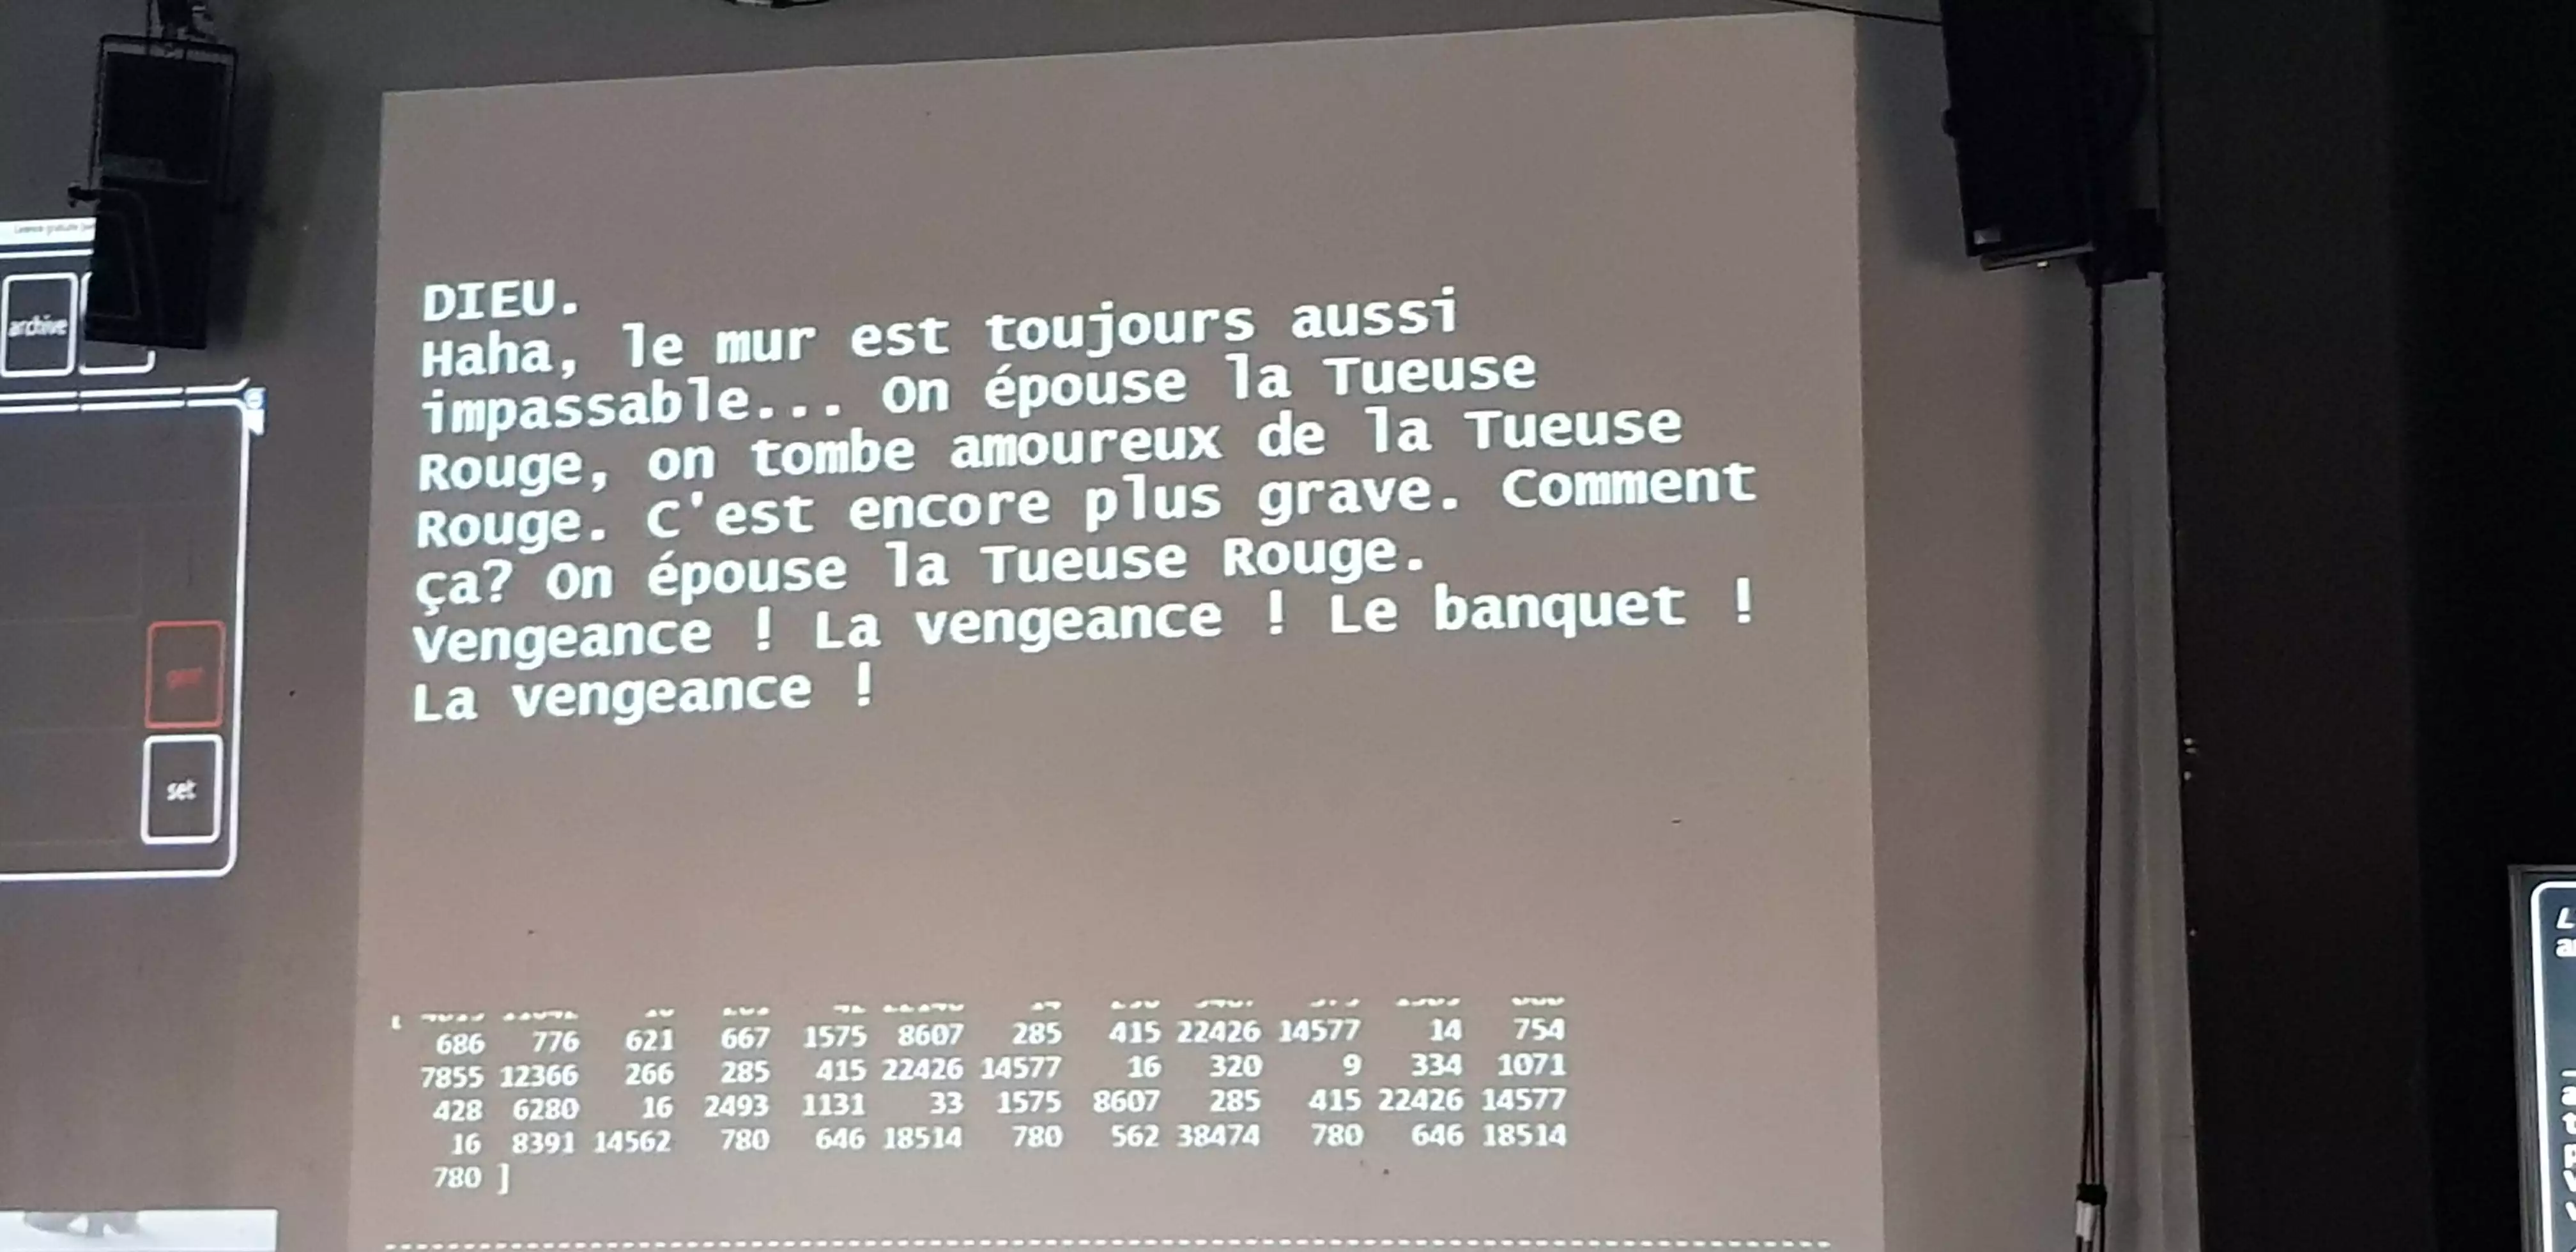 archive
set
DIEU.
Haha, le mur est toujours aussi
impassable... On épouse la Tueuse
Rouge, on tombe amoureux de la Tueuse
Rouge. C'est encore plus grave. Comment
ça? On épouse la Tueuse Rouge.
Vengeance ! La vengeance ! Le banquet !
La vengeance !
686 776 621 667 1575 8607 285 415 22426 14577 14 754
7855 12366 266 285 415 22426 14577 16 320 9 334 1071
428 6280 16 2493 1131 33 1575 8607 285 415 22426 14577
16 8391 14562 780 646 18514 780 562 38474 780 646 18514
780 ]